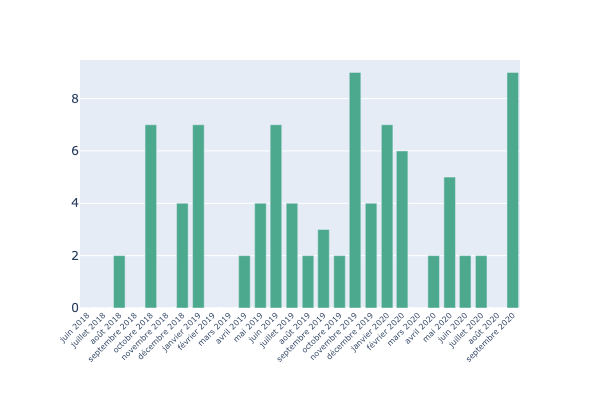 8
6
4
2
0
juin 2018
juillet 2018
août 2018
septembre 2018
octobre 2018
novembre 2018
décembre 2018
janvier 2019
février 2019
mars 2019
avril 2019
mai 2019
juin 2019
juillet 2019
août 2019
septembre 2019
octobre 2019
novembre 2019
décembre 2019
janvier 2020
février 2020
mars 2020
avril 2020
mai 2020
juin 2020
juillet 2020
août 2020
septembre 2020